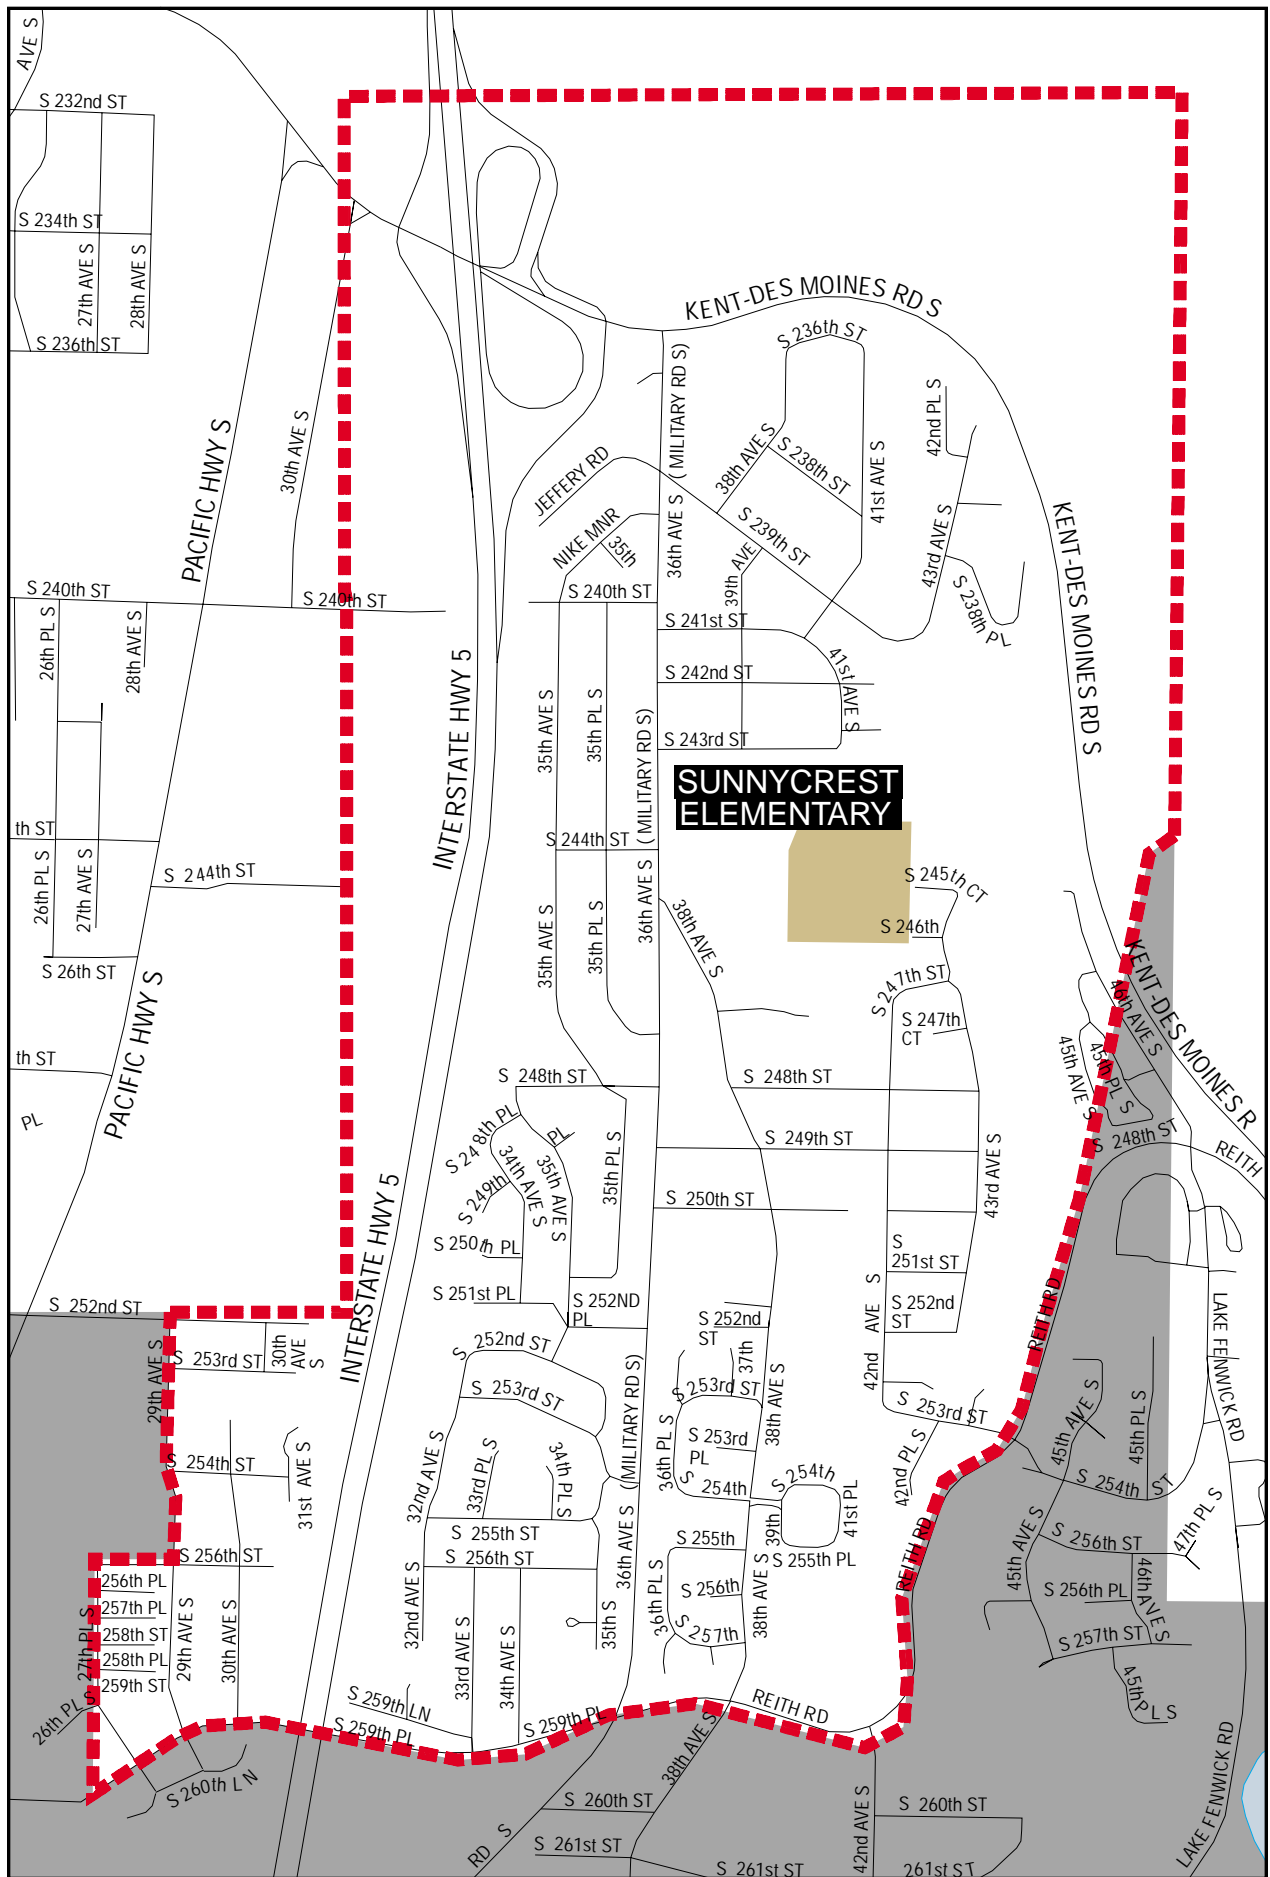 AVE S
S 232nd ST
S 234th ST
27th AVE S
28th AVE S
S 236th ST
KENT-DES MOINES RD S
S 236th ST
( MILITARY RD S)
42nd PL S
PACIFIC HWY S
30th AVE S
38th AVE S
S 238th ST
41st AVE S
JEFFERY RD
36th AVE S
S 239th ST
KENT-DES MOINES RD S
NIKE MNR
35th
39th AVE
43rd AVE S
S 238th PL
S 240th ST
S 240th ST
S 240th ST
26th PL S
28th AVE S
S 241st ST
S 242nd ST
41st AVE S
S 243rd ST
INTERSTATE HWY 5
35th AVE S
35th PL S
(MILITARY RD S)
SUNNYCREST
ELEMENTARY
th ST
26th PL S
27th AVE S
S 244th ST
S 244th ST
35th AVE S
35th PL S
36th AVE S
38th AVE S
S 245th CT
S 246th
S 26th ST
S 247th ST
S 247th
CT
KENT-DES MOINES R
46th AVE S
45th PL S
45th AVE S
PACIFIC HWY S
th ST
PL
S 248th ST
S 248th ST
S 248th ST
REITH
S 248th PL
PL
S 249th
34th AVE S
35th AVE S
35th PL S
S 249th ST
S 250th ST
43rd AVE S
S 250th PL
S 251st PL
S 252ND
PL
S
251st ST
S 252nd
ST
INTERSTATE HWY 5
S 252nd ST
29th AVE S
S 253rd ST
30th
AVE
S
S 252nd ST
S 253rd ST
S 252nd
ST
37th
42nd AVE S
REITH RD
LAKE FENWICK RD
S 253rd ST
38th AVE S
36th PL S
S 253rd
PL
S 253rd ST
42nd PL S
45th AVE S
45th PL S
S 254th ST
31st AVE S
32nd AVE S
33rd PL S
34th PL S
(MILITARY RD S)
S 254th
S 254th
39th
41st PL
S 254th ST
47th PL S
S 255th ST
S 255th
S 255th PL
REITH RD
45th AVE S
S 256th ST
S 256th ST
256th PL
257th PL
258th ST
258th PL
259th ST
27th PL S
29th AVE S
30th AVE S
S 256th ST
32nd AVE S
33rd AVE S
34th AVE S
35th S
36th AVE S
36th PL S
S 256th
S 257th
38th AVE S
S 256th PL
46th AVE S
S 257th ST
45th PL S
26th PL S
S 259th LN
S 259th PL
S 259th PL
REITH RD
S 260th LN
38th AVE S
S 260th ST
S 260th ST
42nd AVE S
LAKE FENWICK RD
RD S
S 261st ST
S 261st ST
261st ST